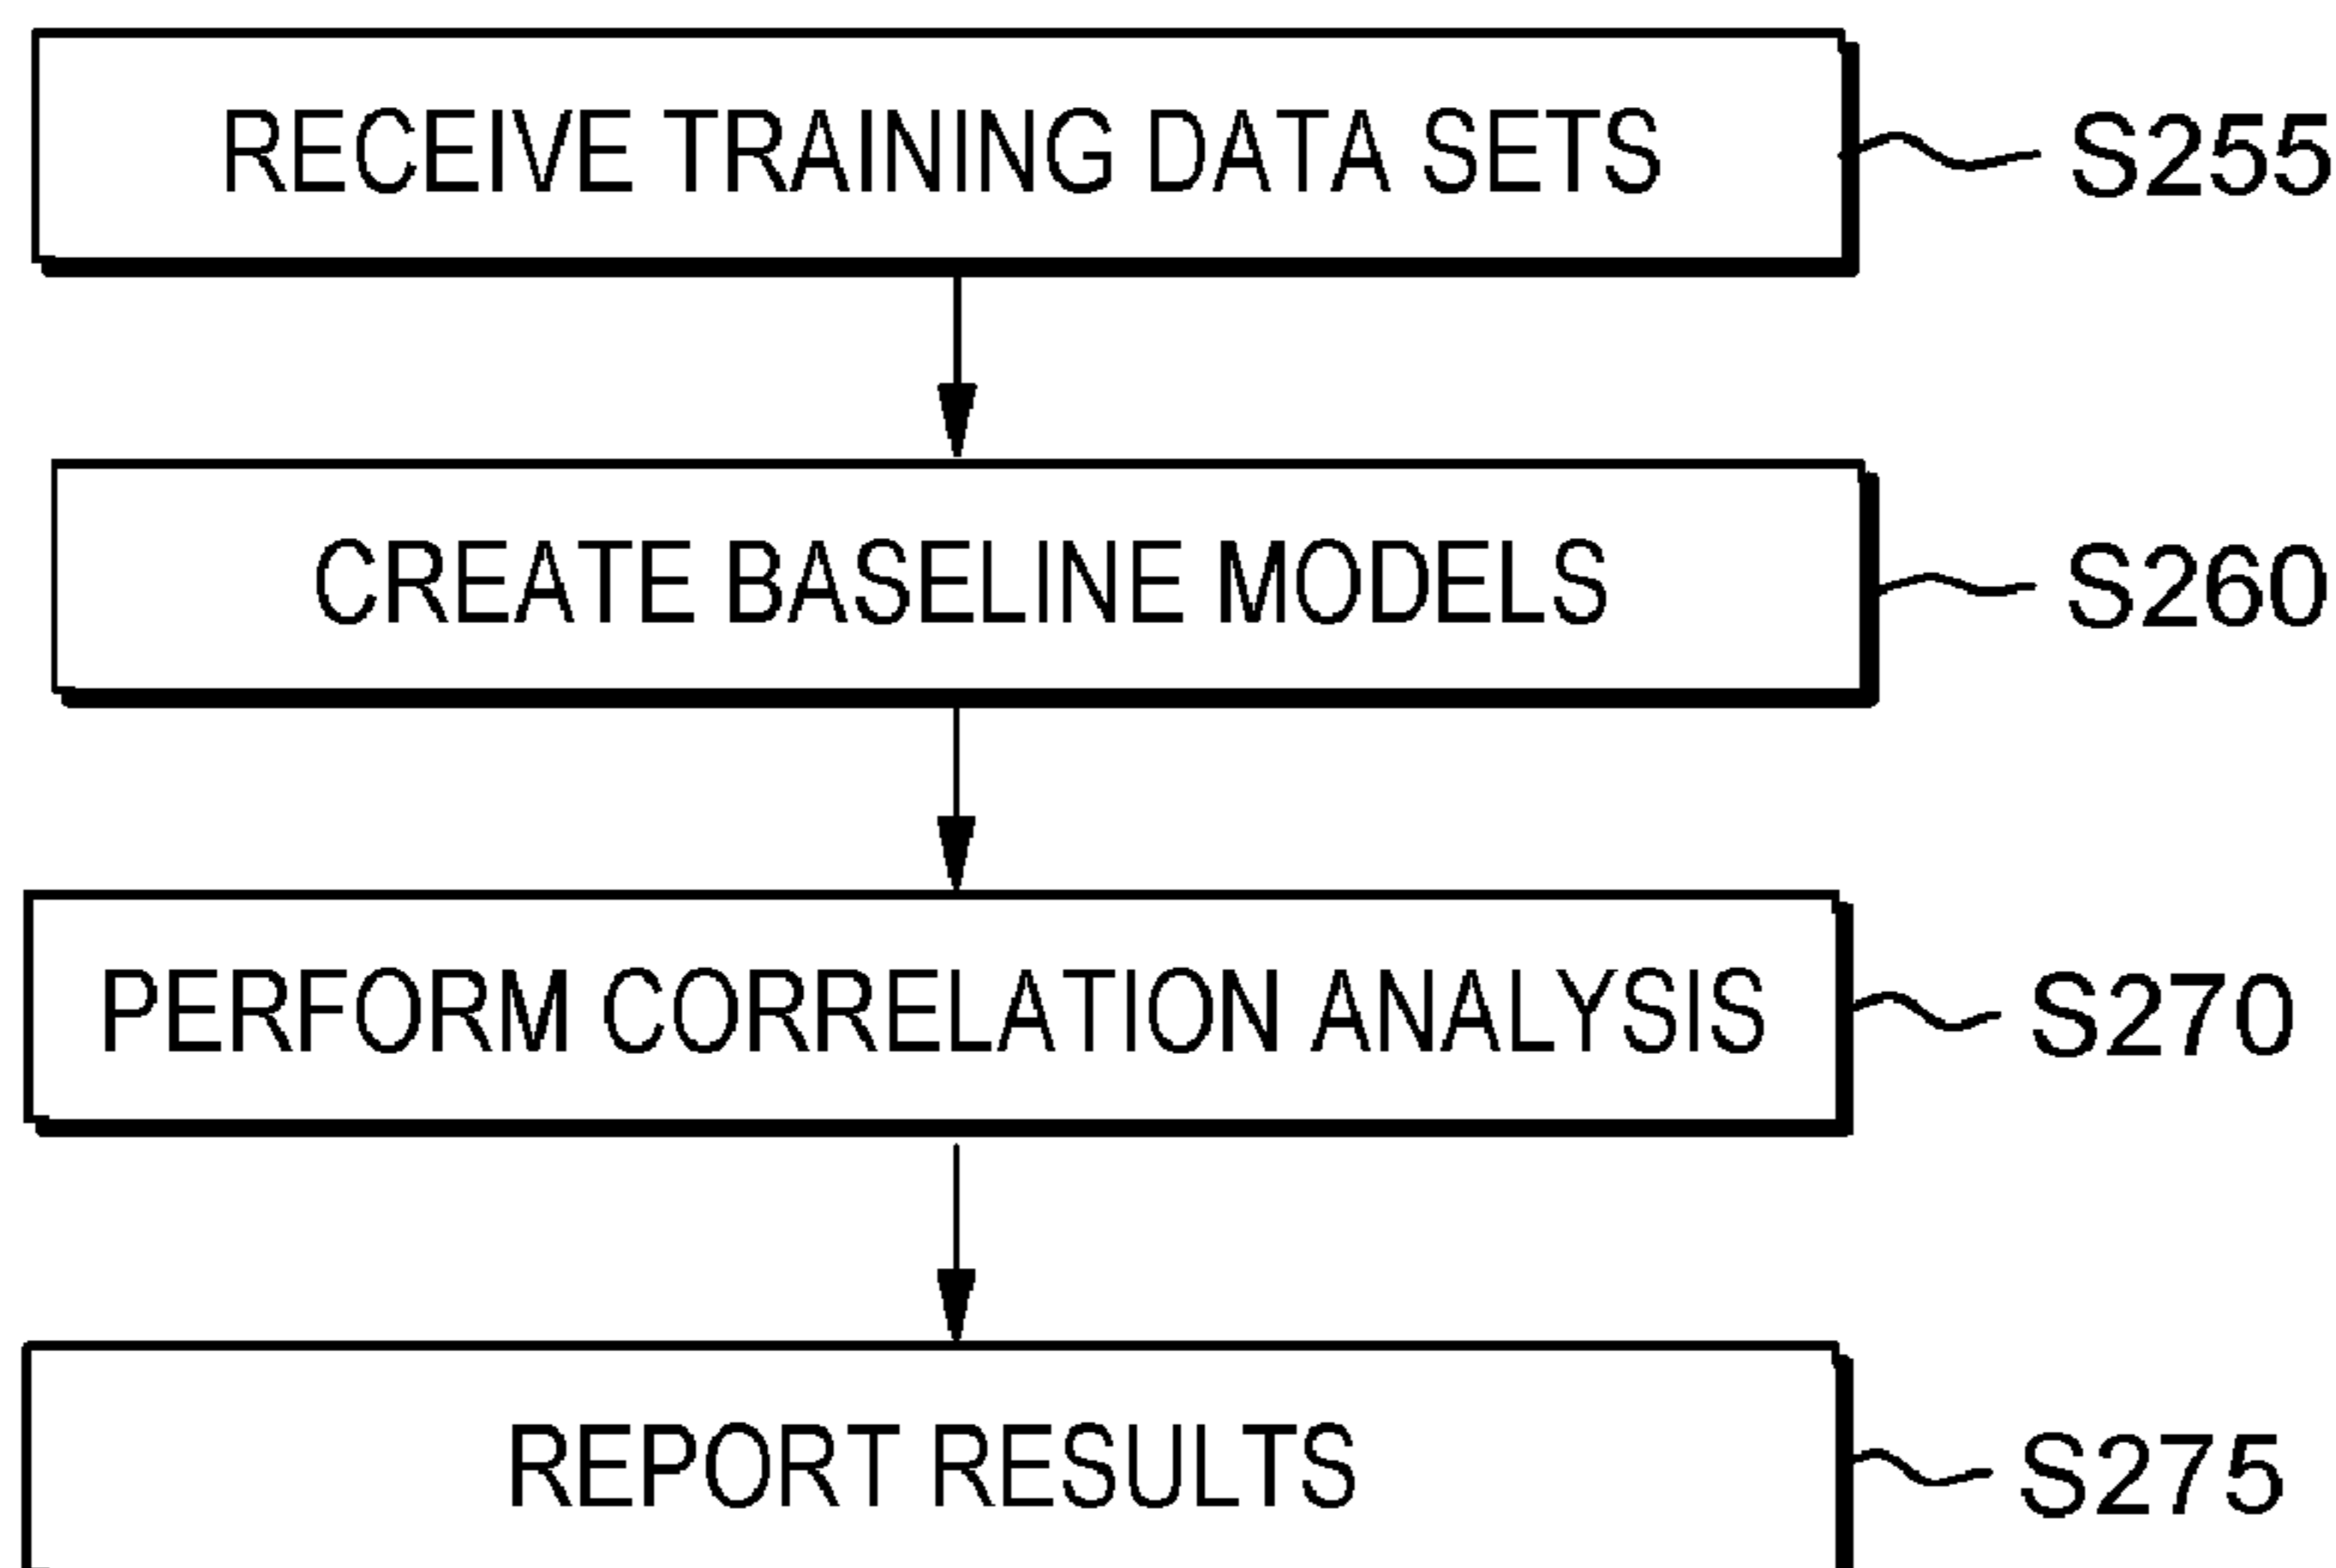 RECEIVE TRAINING DATA SETS S255
CREATE BASELINE MODELS S260
PERFORM CORRELATION ANALYSIS S270
REPORT RESULTS S275